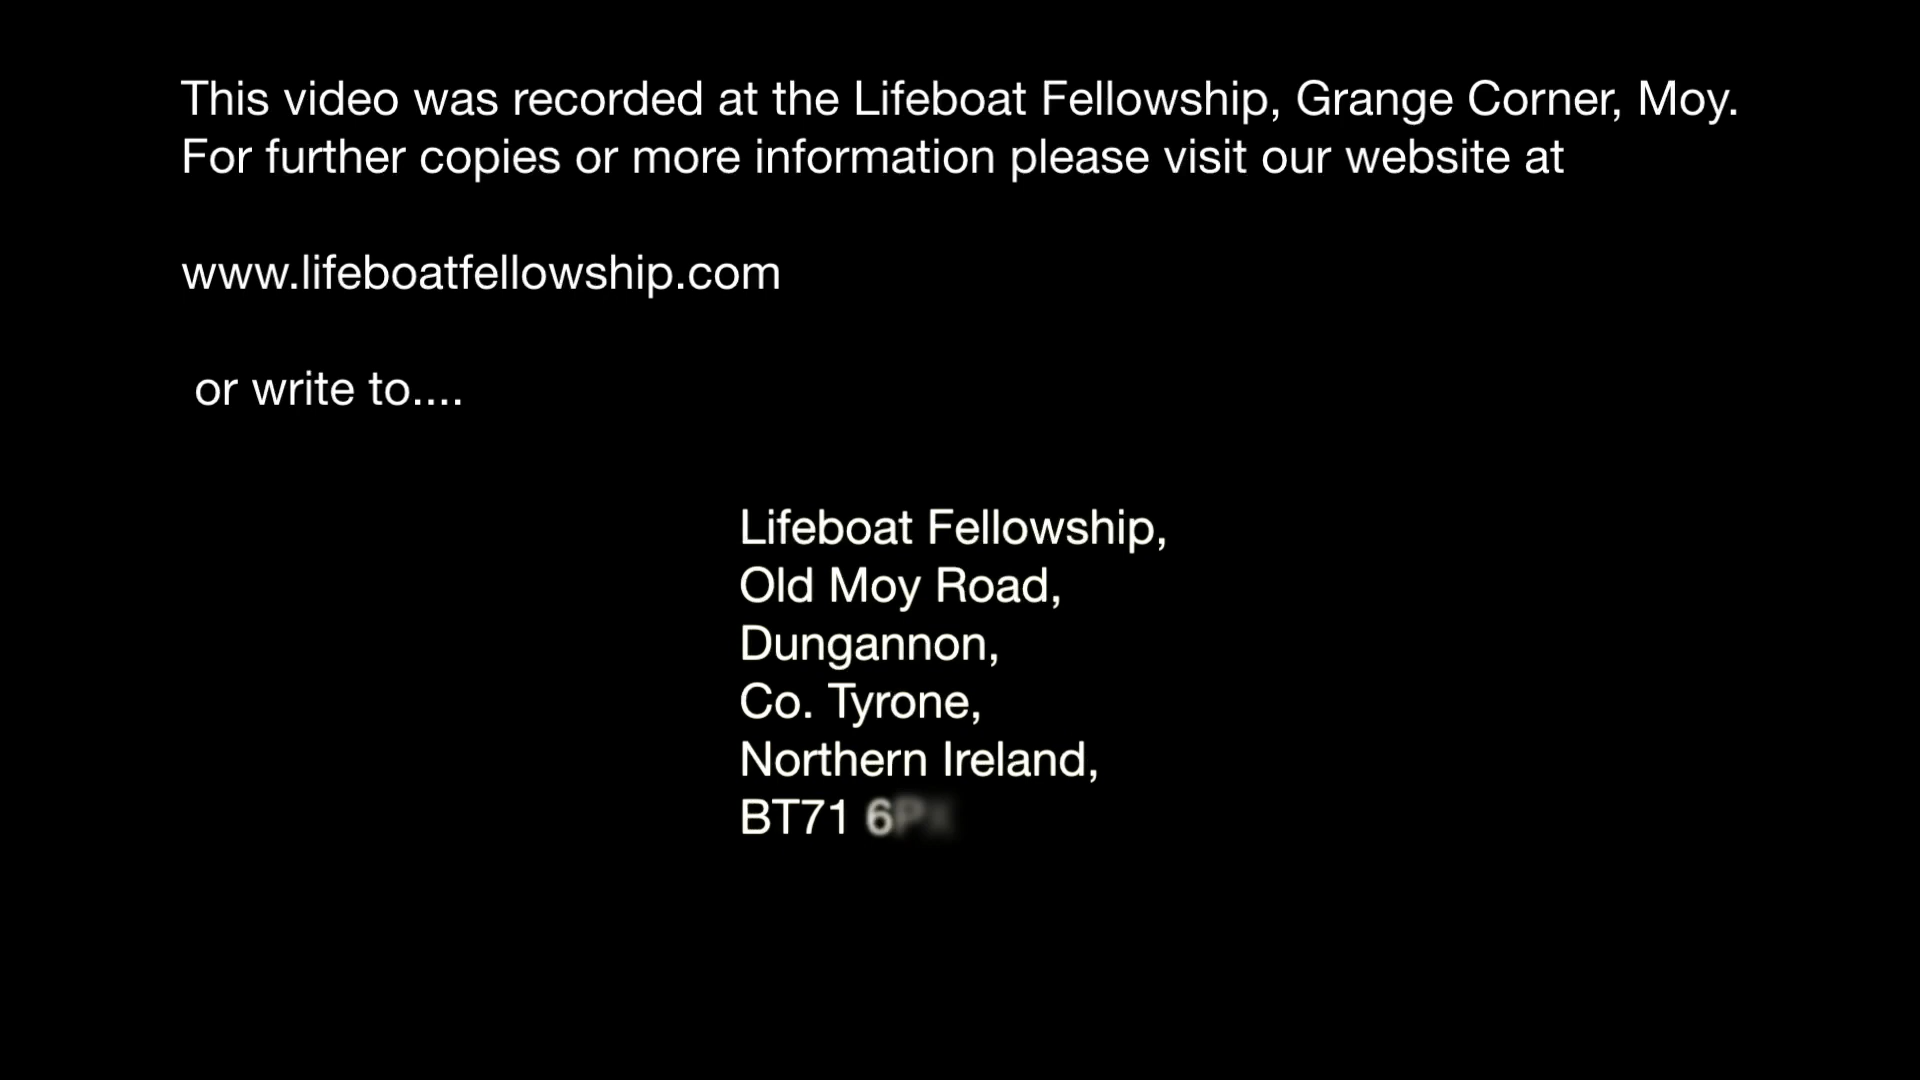 This video was recorded at the Lifeboat Fellowship, Grange Corner, Moy.
For further copies or more information please visit our website at
www.lifeboatfellowship.com
or write to....
Lifeboat Fellowship,
Old Moy Road,
Dungannon,
Co. Tyrone,
Northern Ireland,
BT71